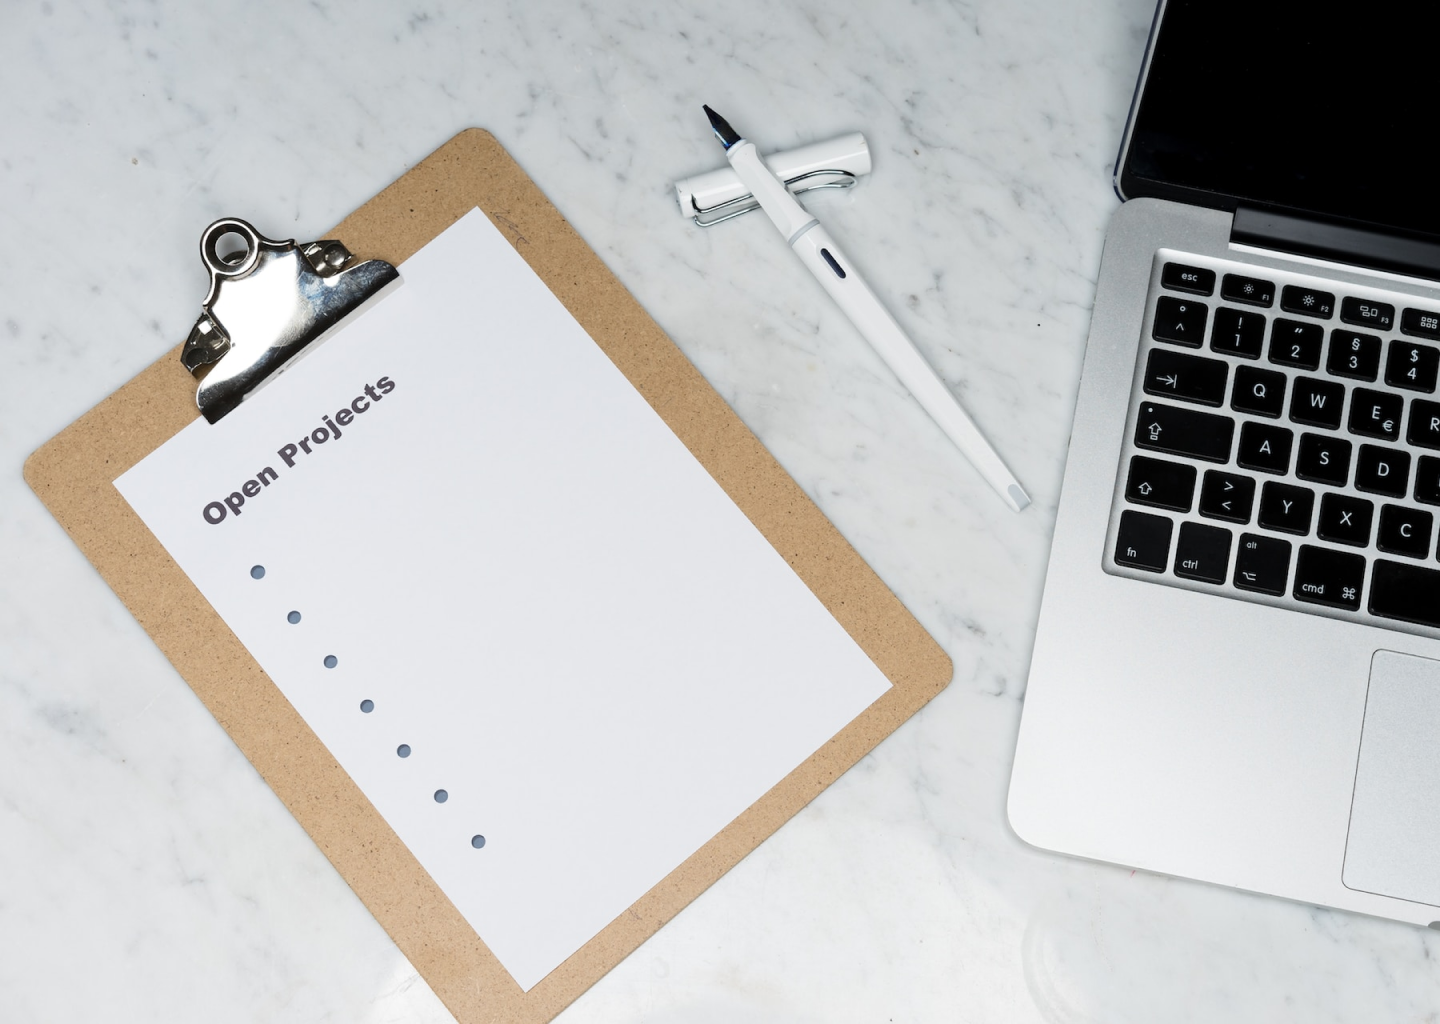 Open Projects
esc
F1
F2
F3
° ^
! 1
" 2
§ 3
$ 4
Q
W
E €
R
A
S
D
> <
Y
X
C
fn
ctrl
alt
cmd ⌘